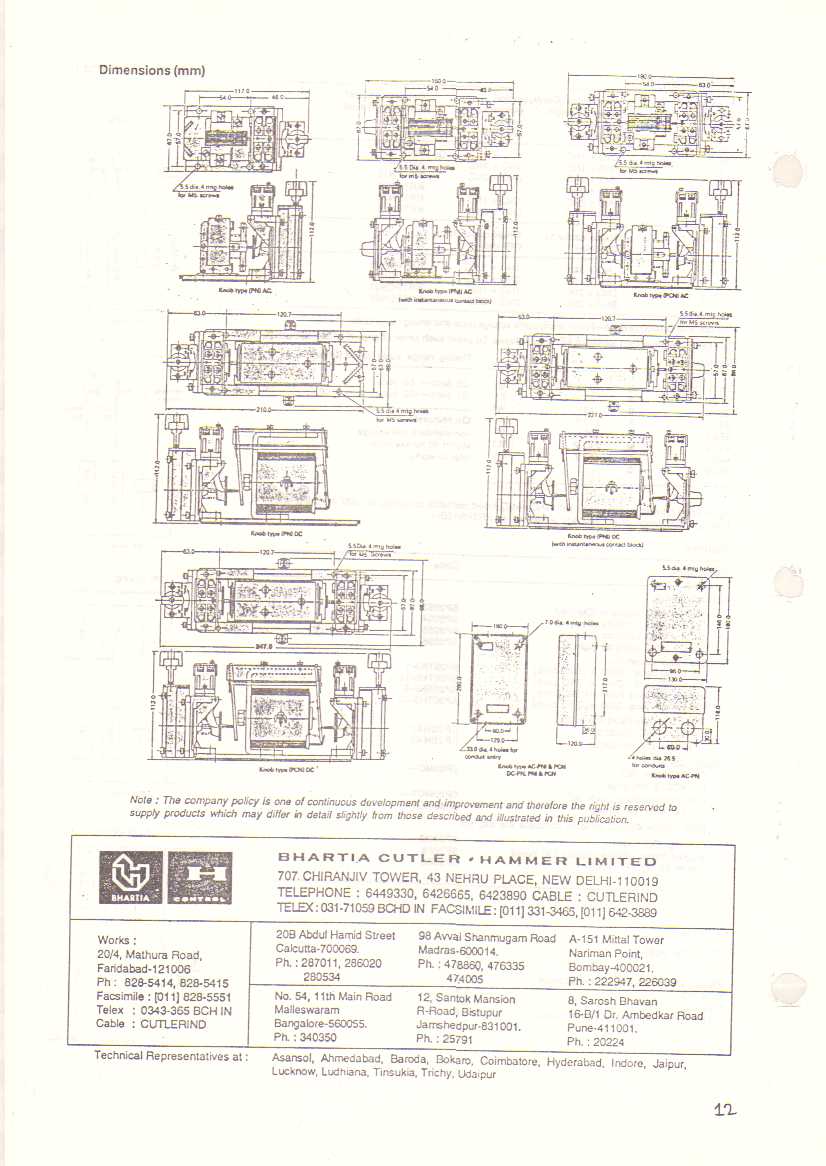 Dimensions (mm)
117.0
54.0
150.0
54.0
63.0
190.0
54.0
63.0
67.0
57.0
5.5 dia. 4 mtg holes
for M5 screws
5.5 Dia. 4. mtg holes
for m5 screws
5.5 dia. 4 mtg holes
for M5 screws
112.0
112.0
112.0
Knob type (PN) AC
Knob type (PNI) AC
(with instantaneous contact block)
Knob type (PCN) AC
63.0
120.7
63.0
120.7
5.5 dia. 4. mtg holes
for M5 screws
210.0
5.5 dia 4 mtg holes
for M5 screws
221.0
112.0
112.0
Knob type (PN) DC
Knob type (PNI) DC
(with instantaneous contact block)
63.0
120.7
5.5 Dia. 4 mtg holes
for M5 Screws
57.0
247.0
112.0
Knob type (PCN) DC
5.5 dia. 4 mtg holes
7.0 dia. 4 mtg holes
160.0
217.0
120.0
33.0 dia. 4 holes for
conduit entry
Knob type AC-PNI & PCN
DC-PN, PNI & PCN
130.0
4 holes dia 26.5
for conduits
Knob type AC-PN
Note : The company policy is one of continuous development and improvement and therefore the right is reserved to
supply products which may differ in detail slightly from those described and illustrated in this publication.
BHARTIA
CONTROL
BHARTIA CUTLER - HAMMER LIMITED
707. CHIRANJIV TOWER, 43 NEHRU PLACE, NEW DELHI-110019
TELEPHONE : 6449330, 6426665, 6423890 CABLE : CUTLERIND
TELEX : 031-71059 BCHD IN FACSIMILE : [011] 331-3465, [011] 642-3889
Works :
20/4, Mathura Road,
Faridabad-121006
Ph : 828-5414, 828-5415
Facsimile : [011] 828-5551
Telex : 0343-365 BCH IN
Cable : CUTLERIND
20B Abdul Hamid Street
Calcutta-700069.
Ph. : 287011, 286020
280534
98 Avvai Shanmugam Road
Madras-600014.
Ph. : 478860, 476335
474005
A-151 Mittal Tower
Nariman Point,
Bombay-400021.
Ph. : 222947, 226039
No. 54, 11th Main Road
Malleswaram
Bangalore-560055.
Ph. : 340350
12, Santok Mansion
R-Road, Bistupur
Jamshedpur-831001.
Ph. : 25791
8, Sarosh Bhavan
16-B/1 Dr. Ambedkar Road
Pune-411001.
Ph. : 20224
Technical Representatives at :
Asansol, Ahmedabad, Baroda, Bokaro, Coimbatore, Hyderabad, Indore, Jaipur,
Lucknow, Ludhiana, Tinsukia, Trichy, Udaipur
12